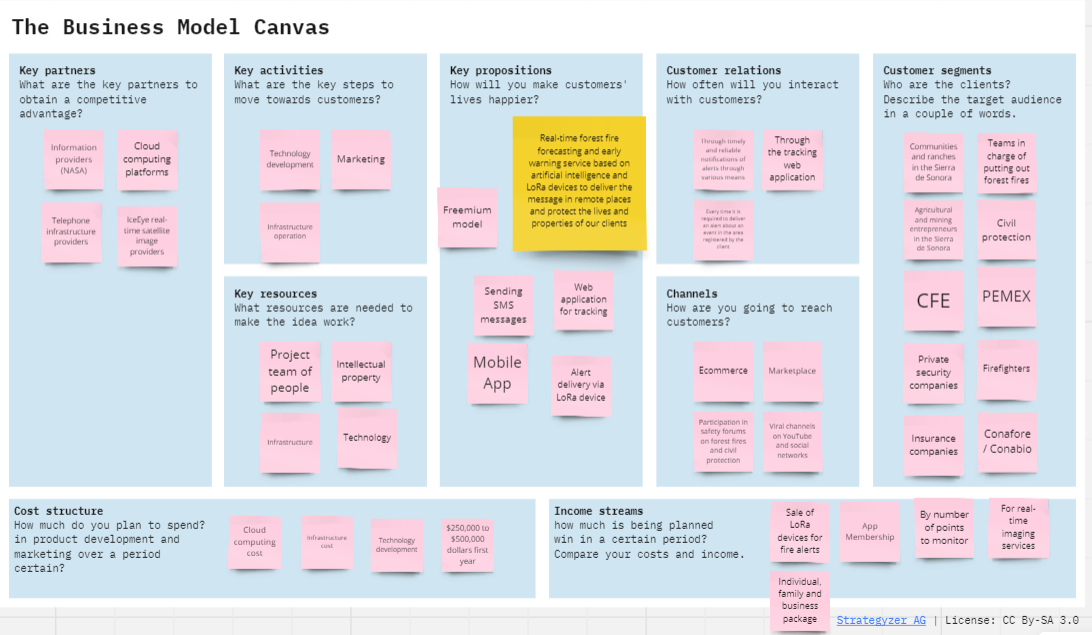 The Business Model Canvas
Key partners
What are the key partners to
obtain a competitive
advantage?
Information
providers
(NASA)
Cloud
computing
platforms
Telephone
infrastructure
providers
IceEye real-
time satellite
image
providers
Key activities
What are the key steps to
move towards customers?
Technology
development
Marketing
Infrastructure
operation
Key resources
What resources are needed to
make the idea work?
Project
team of
people
Intellectual
property
Infrastructure
Technology
Key propositions
How will you make customers'
lives happier?
Real-time forest fire
forecasting and early
warning service based on
artificial intelligence and
LoRa devices to deliver the
message in remote places
and protect the lives and
properties of our clients
Freemium
model
Sending
SMS
messages
Web
application
for tracking
Mobile
App
Alert
delivery via
LoRa device
Customer relations
How often will you interact
with customers?
Through timely
and reliable
notifications of
alerts through
various means
Through
the tracking
web
application
Every time it is
required to deliver
an alert about an
event in the area
registered by the
client
Channels
How are you going to reach
customers?
Ecommerce
Marketplace
Participation in
safety forums
on forest fires
and civil
protection
Viral channels
on YouTube
and social
networks
Customer segments
Who are the clients?
Describe the target audience
in a couple of words.
Communities
and ranches
in the Sierra
de Sonora
Teams in
charge of
putting out
forest fires
Agricultural
and mining
entrepreneurs
in the Sierra
de Sonora
Civil
protection
CFE
PEMEX
Private
security
companies
Firefighters
Insurance
companies
Conafore
/ Conabio
Cost structure
How much do you plan to spend?
in product development and
marketing over a period
certain?
Cloud
computing
cost
Infrastructure
cost
Technology
development
$250,000 to
$500,000
dollars first
year
Income streams
how much is being planned
win in a certain period?
Compare your costs and income.
Sale of
LoRa
devices for
fire alerts
App
Membership
By number
of points
to monitor
For real-
time
imaging
services
Individual,
family and
business
package
Strategyzer AG | License: CC By-SA 3.0